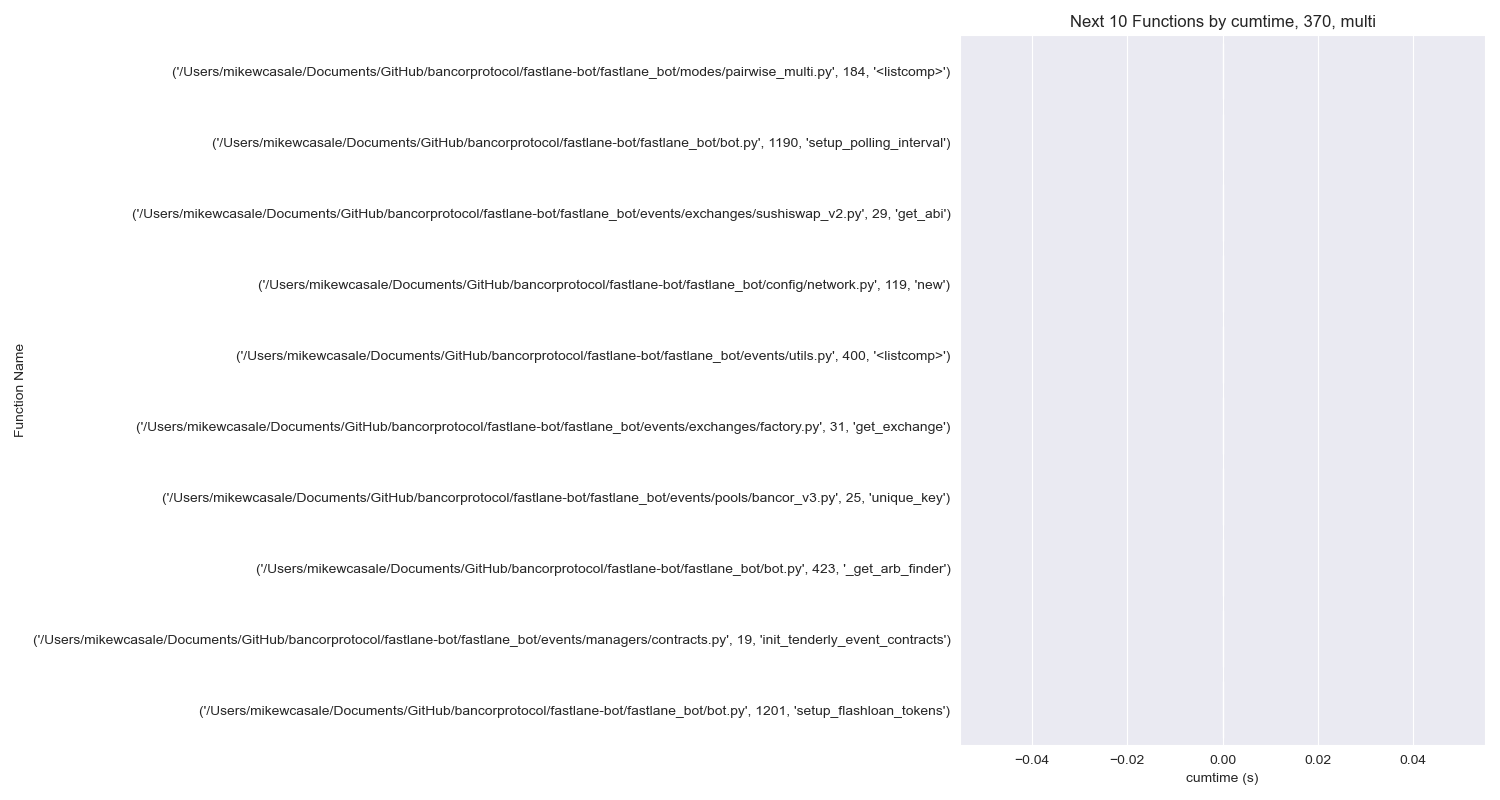 Next 10 Functions by cumtime, 370, multi
('/Users/mikewcasale/Documents/GitHub/bancorprotocol/fastlane-bot/fastlane_bot/modes/pairwise_multi.py', 184, '<listcomp>')
('/Users/mikewcasale/Documents/GitHub/bancorprotocol/fastlane-bot/fastlane_bot/bot.py', 1190, 'setup_polling_interval')
('/Users/mikewcasale/Documents/GitHub/bancorprotocol/fastlane-bot/fastlane_bot/events/exchanges/sushiswap_v2.py', 29, 'get_abi')
('/Users/mikewcasale/Documents/GitHub/bancorprotocol/fastlane-bot/fastlane_bot/config/network.py', 119, 'new')
('/Users/mikewcasale/Documents/GitHub/bancorprotocol/fastlane-bot/fastlane_bot/events/utils.py', 400, '<listcomp>')
Function Name
('/Users/mikewcasale/Documents/GitHub/bancorprotocol/fastlane-bot/fastlane_bot/events/exchanges/factory.py', 31, 'get_exchange')
('/Users/mikewcasale/Documents/GitHub/bancorprotocol/fastlane-bot/fastlane_bot/events/pools/bancor_v3.py', 25, 'unique_key')
('/Users/mikewcasale/Documents/GitHub/bancorprotocol/fastlane-bot/fastlane_bot/bot.py', 423, '_get_arb_finder')
('/Users/mikewcasale/Documents/GitHub/bancorprotocol/fastlane-bot/fastlane_bot/events/managers/contracts.py', 19, 'init_tenderly_event_contracts')
('/Users/mikewcasale/Documents/GitHub/bancorprotocol/fastlane-bot/fastlane_bot/bot.py', 1201, 'setup_flashloan_tokens')
−0.04 −0.02 0.00 0.02 0.04
cumtime (s)